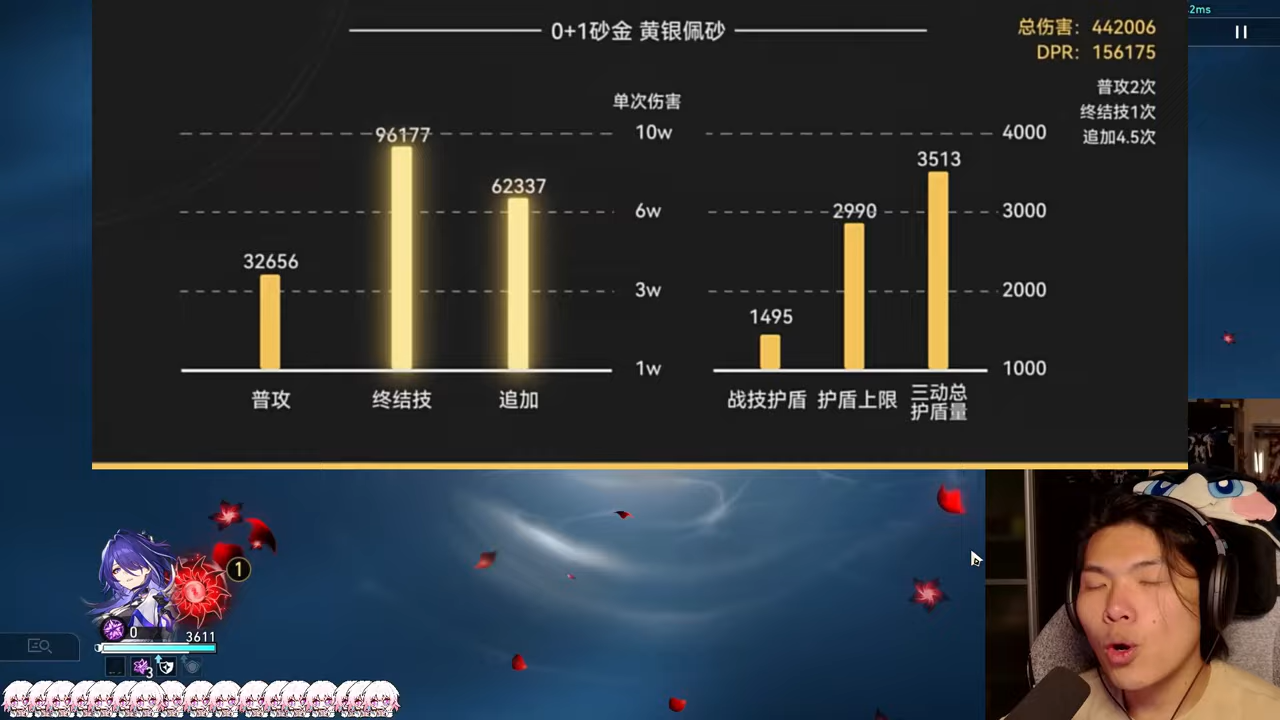 2ms
0+1砂金 黄银佩砂
总伤害：442006
DPR：156175
普攻2次
终结技1次
追加4.5次
单次伤害
96177
10w
4000
3513
62337
6w
2990
3000
32656
3w
2000
1495
1w
1000
普攻
终结技
追加
战技护盾
护盾上限
三动总
护盾量
1
0
3611
3